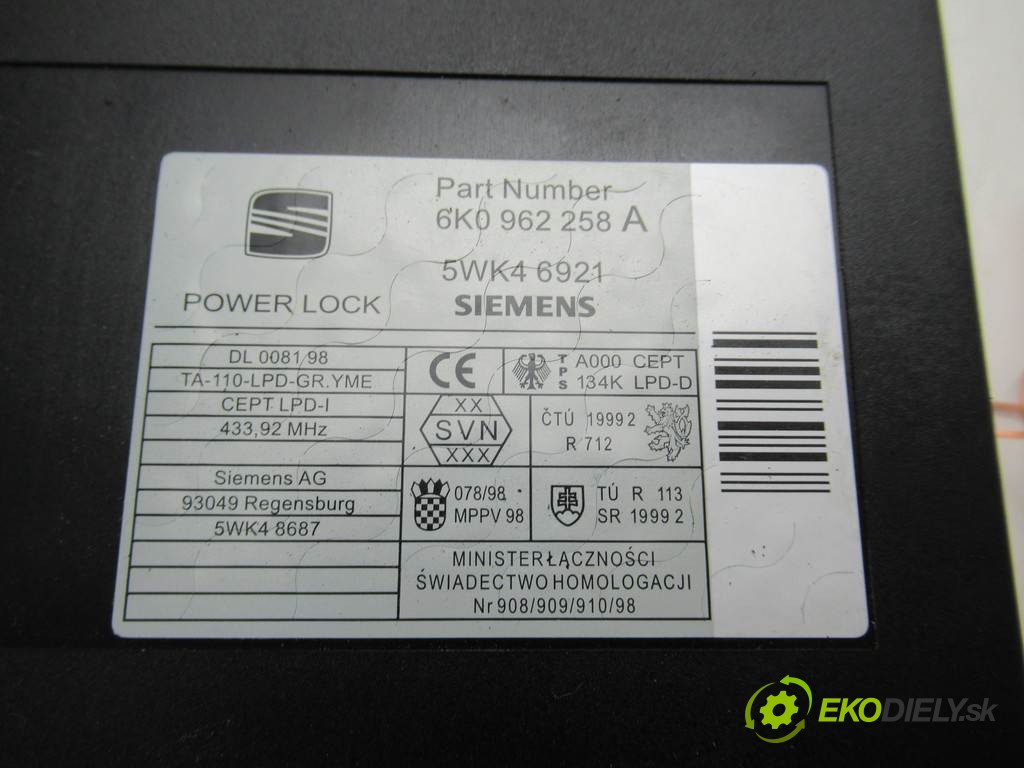 Part Number
6K0 962 258 A
5WK4 6921
POWER LOCK SIEMENS
DL 0081 98
TA-110-LPD-GR.YME
CEPT LPD-I
433,92 MHz
Siemens AG
93049 Regensburg
5WK4 8687
CE
TPS
A000 CEPT
134K LPD-D
XX
SVN
XXX
ČTÚ 1999 2
R 712
078/98
MPPV 98
TÚ R 113
SR 1999 2
MINISTER ŁĄCZNOŚCI
ŚWIADECTWO HOMOLOGACJI
Nr 908/909/910/98
EKODIELY.sk